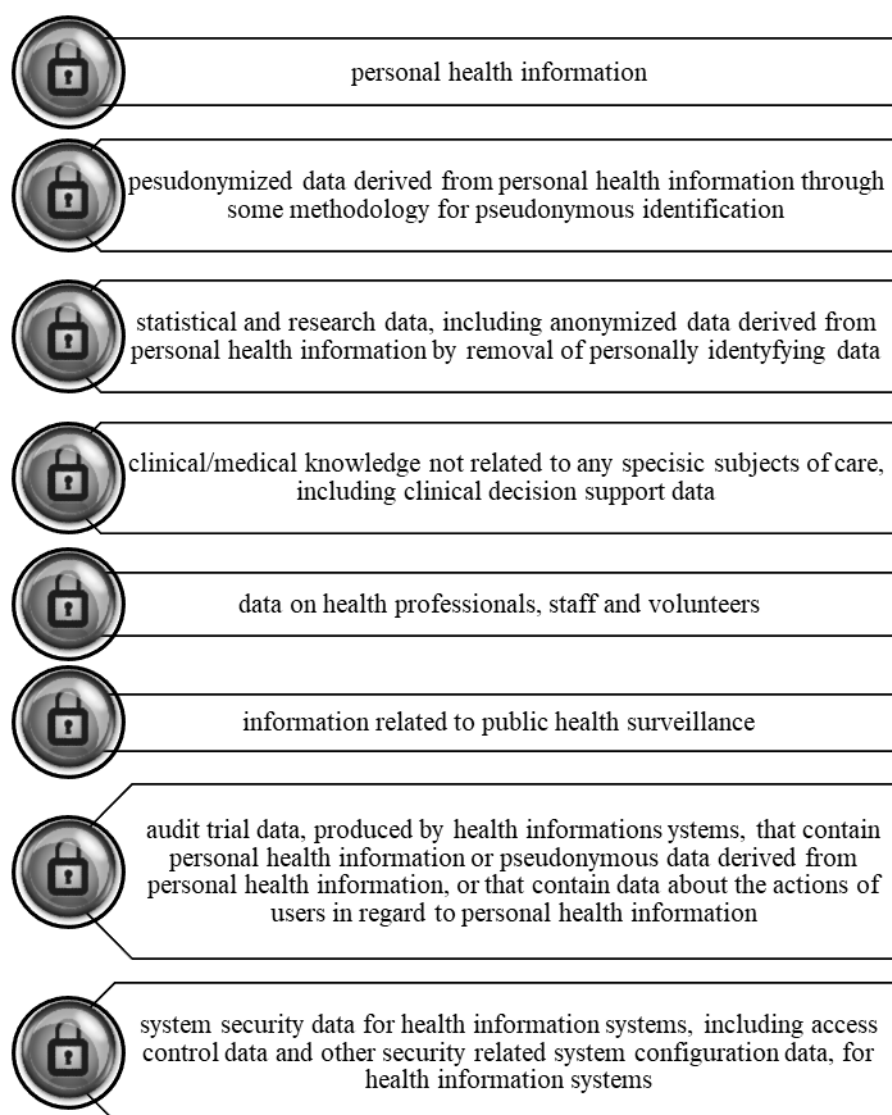 personal health information
pesudonymized data derived from personal health information through
some methodology for pseudonymous identification
statistical and research data, including anonymized data derived from
personal health information by removal of personally identyfying data
clinical/medical knowledge not related to any specisic subjects of care,
including clinical decision support data
data on health professionals, staff and volunteers
information related to public health surveillance
audit trial data, produced by health informations ystems, that contain
personal health information or pseudonymous data derived from
personal health information, or that contain data about the actions of
users in regard to personal health information
system security data for health information systems, including access
control data and other security related system configuration data, for
health information systems